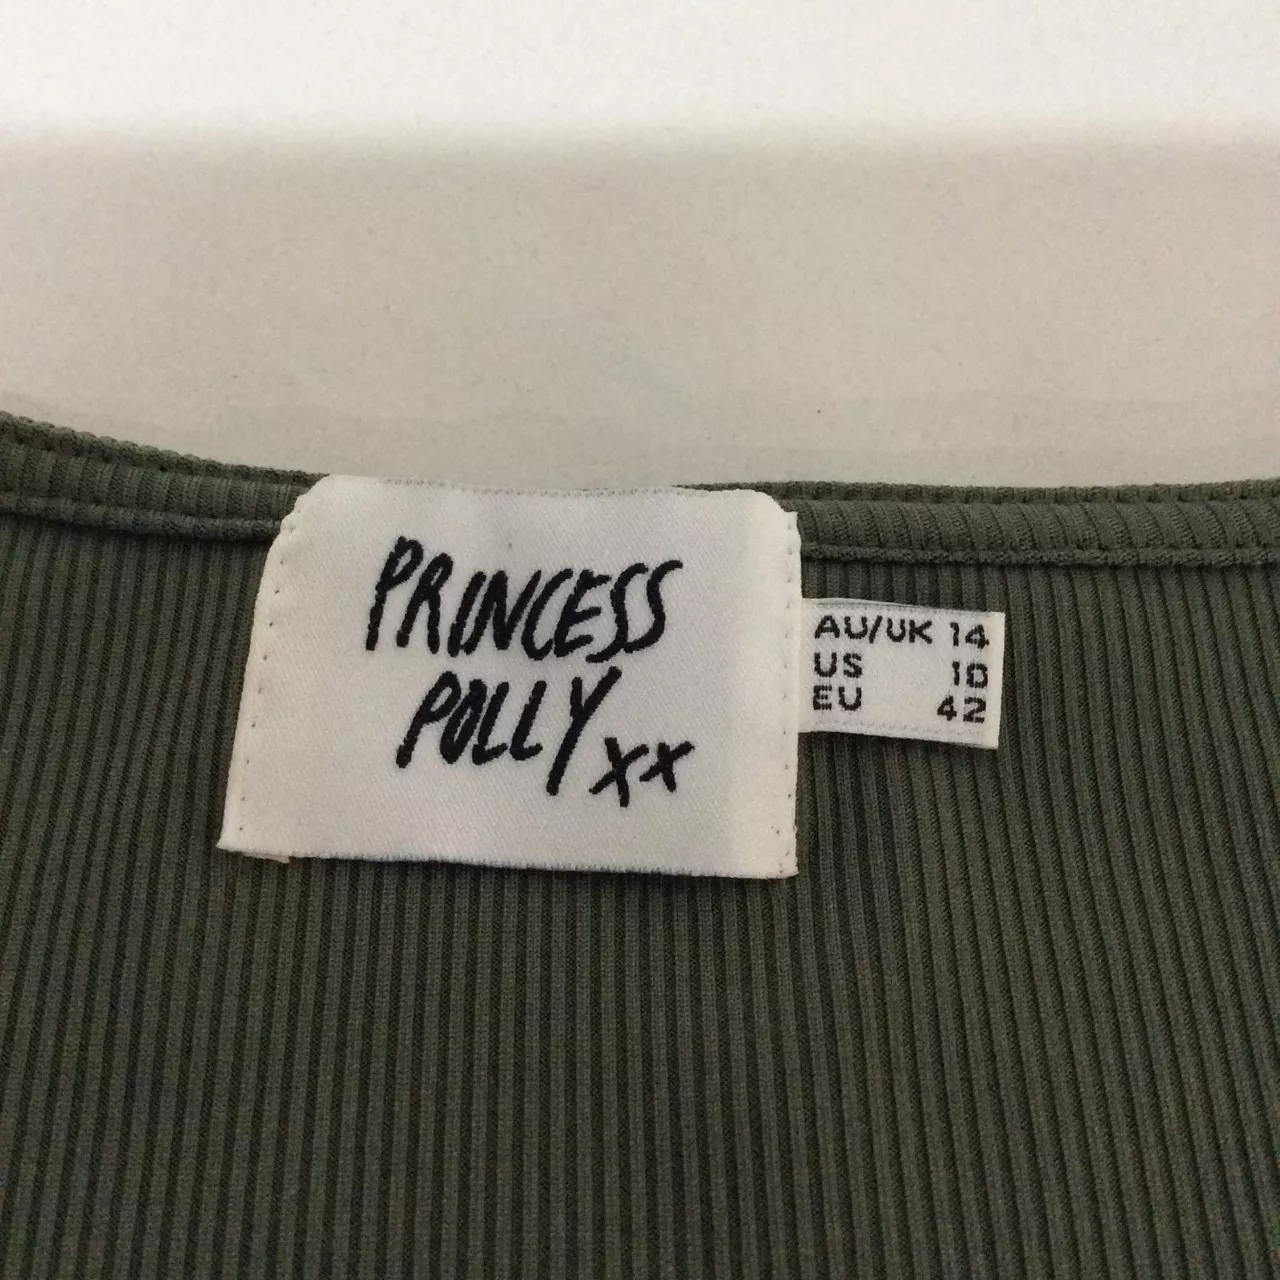 PRINCESS
POLLY xx
AU/UK 14
US 10
EU 42